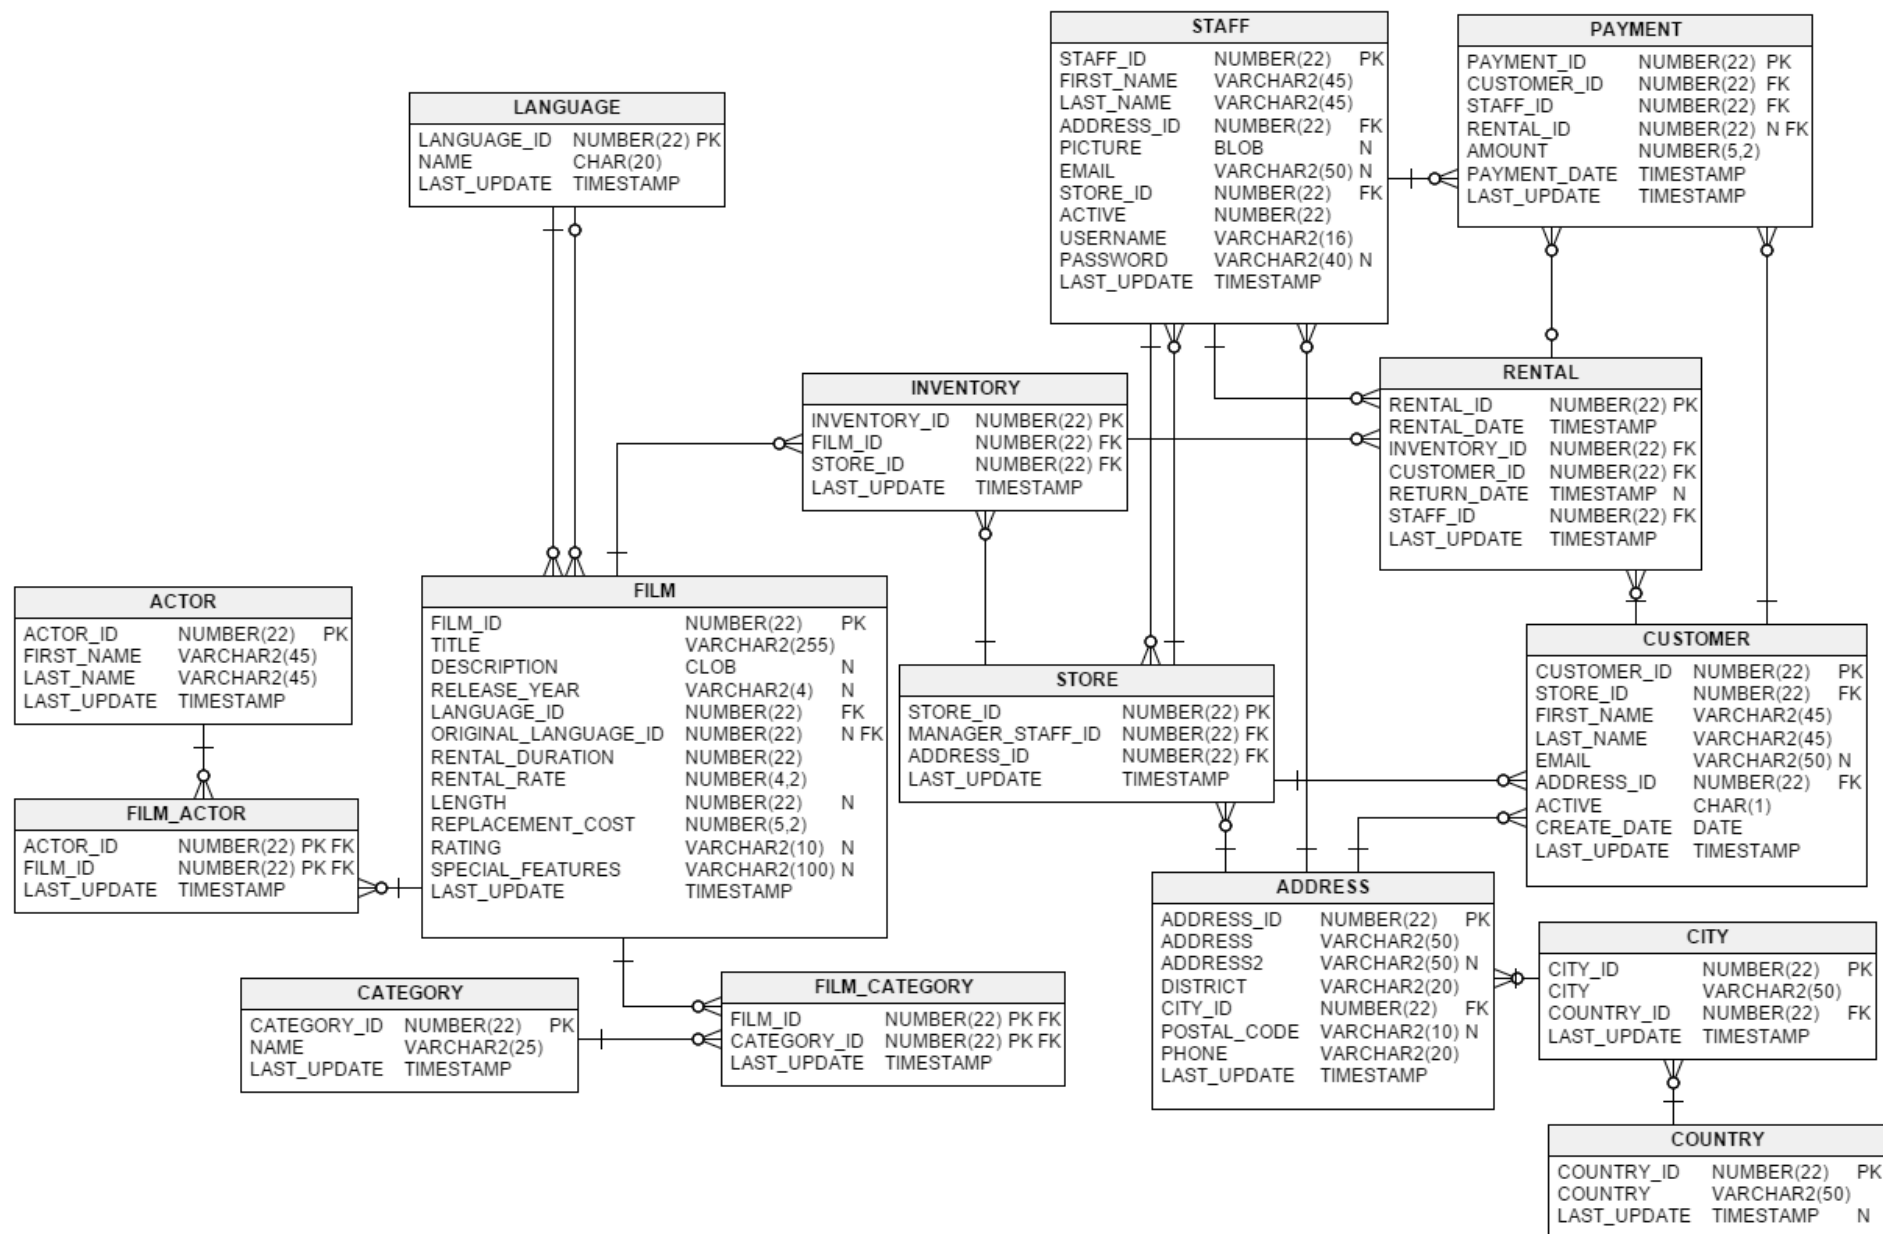 LANGUAGE
LANGUAGE_ID NUMBER(22) PK
NAME CHAR(20)
LAST_UPDATE TIMESTAMP
STAFF
STAFF_ID NUMBER(22) PK
FIRST_NAME VARCHAR2(45)
LAST_NAME VARCHAR2(45)
ADDRESS_ID NUMBER(22) FK
PICTURE BLOB N
EMAIL VARCHAR2(50) N
STORE_ID NUMBER(22) FK
ACTIVE NUMBER(22)
USERNAME VARCHAR2(16)
PASSWORD VARCHAR2(40) N
LAST_UPDATE TIMESTAMP
PAYMENT
PAYMENT_ID NUMBER(22) PK
CUSTOMER_ID NUMBER(22) FK
STAFF_ID NUMBER(22) FK
RENTAL_ID NUMBER(22) N FK
AMOUNT NUMBER(5,2)
PAYMENT_DATE TIMESTAMP
LAST_UPDATE TIMESTAMP
INVENTORY
INVENTORY_ID NUMBER(22) PK
FILM_ID NUMBER(22) FK
STORE_ID NUMBER(22) FK
LAST_UPDATE TIMESTAMP
RENTAL
RENTAL_ID NUMBER(22) PK
RENTAL_DATE TIMESTAMP
INVENTORY_ID NUMBER(22) FK
CUSTOMER_ID NUMBER(22) FK
RETURN_DATE TIMESTAMP N
STAFF_ID NUMBER(22) FK
LAST_UPDATE TIMESTAMP
ACTOR
ACTOR_ID NUMBER(22) PK
FIRST_NAME VARCHAR2(45)
LAST_NAME VARCHAR2(45)
LAST_UPDATE TIMESTAMP
FILM
FILM_ID NUMBER(22) PK
TITLE VARCHAR2(255)
DESCRIPTION CLOB N
RELEASE_YEAR VARCHAR2(4) N
LANGUAGE_ID NUMBER(22) FK
ORIGINAL_LANGUAGE_ID NUMBER(22) N FK
RENTAL_DURATION NUMBER(22)
RENTAL_RATE NUMBER(4,2)
LENGTH NUMBER(22) N
REPLACEMENT_COST NUMBER(5,2)
RATING VARCHAR2(10) N
SPECIAL_FEATURES VARCHAR2(100) N
LAST_UPDATE TIMESTAMP
STORE
STORE_ID NUMBER(22) PK
MANAGER_STAFF_ID NUMBER(22) FK
ADDRESS_ID NUMBER(22) FK
LAST_UPDATE TIMESTAMP
CUSTOMER
CUSTOMER_ID NUMBER(22) PK
STORE_ID NUMBER(22) FK
FIRST_NAME VARCHAR2(45)
LAST_NAME VARCHAR2(45)
EMAIL VARCHAR2(50) N
ADDRESS_ID NUMBER(22) FK
ACTIVE CHAR(1)
CREATE_DATE DATE
LAST_UPDATE TIMESTAMP
FILM_ACTOR
ACTOR_ID NUMBER(22) PK FK
FILM_ID NUMBER(22) PK FK
LAST_UPDATE TIMESTAMP
ADDRESS
ADDRESS_ID NUMBER(22) PK
ADDRESS VARCHAR2(50)
ADDRESS2 VARCHAR2(50) N
DISTRICT VARCHAR2(20)
CITY_ID NUMBER(22) FK
POSTAL_CODE VARCHAR2(10) N
PHONE VARCHAR2(20)
LAST_UPDATE TIMESTAMP
CITY
CITY_ID NUMBER(22) PK
CITY VARCHAR2(50)
COUNTRY_ID NUMBER(22) FK
LAST_UPDATE TIMESTAMP
CATEGORY
CATEGORY_ID NUMBER(22) PK
NAME VARCHAR2(25)
LAST_UPDATE TIMESTAMP
FILM_CATEGORY
FILM_ID NUMBER(22) PK FK
CATEGORY_ID NUMBER(22) PK FK
LAST_UPDATE TIMESTAMP
COUNTRY
COUNTRY_ID NUMBER(22) PK
COUNTRY VARCHAR2(50)
LAST_UPDATE TIMESTAMP N